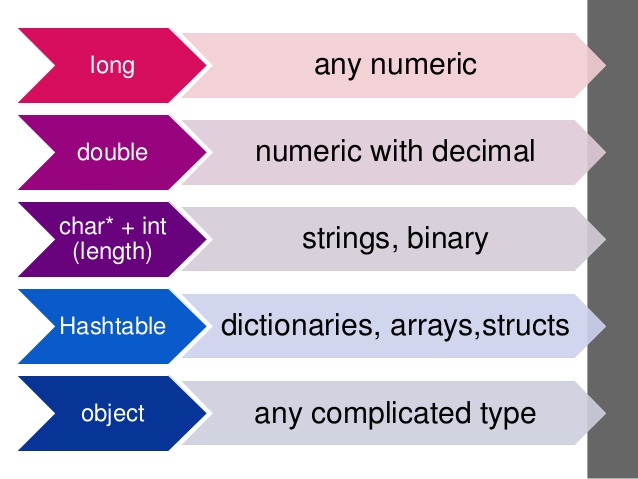 long
any numeric
double
numeric with decimal
char* + int
(length)
strings, binary
Hashtable
dictionaries, arrays,structs
object
any complicated type